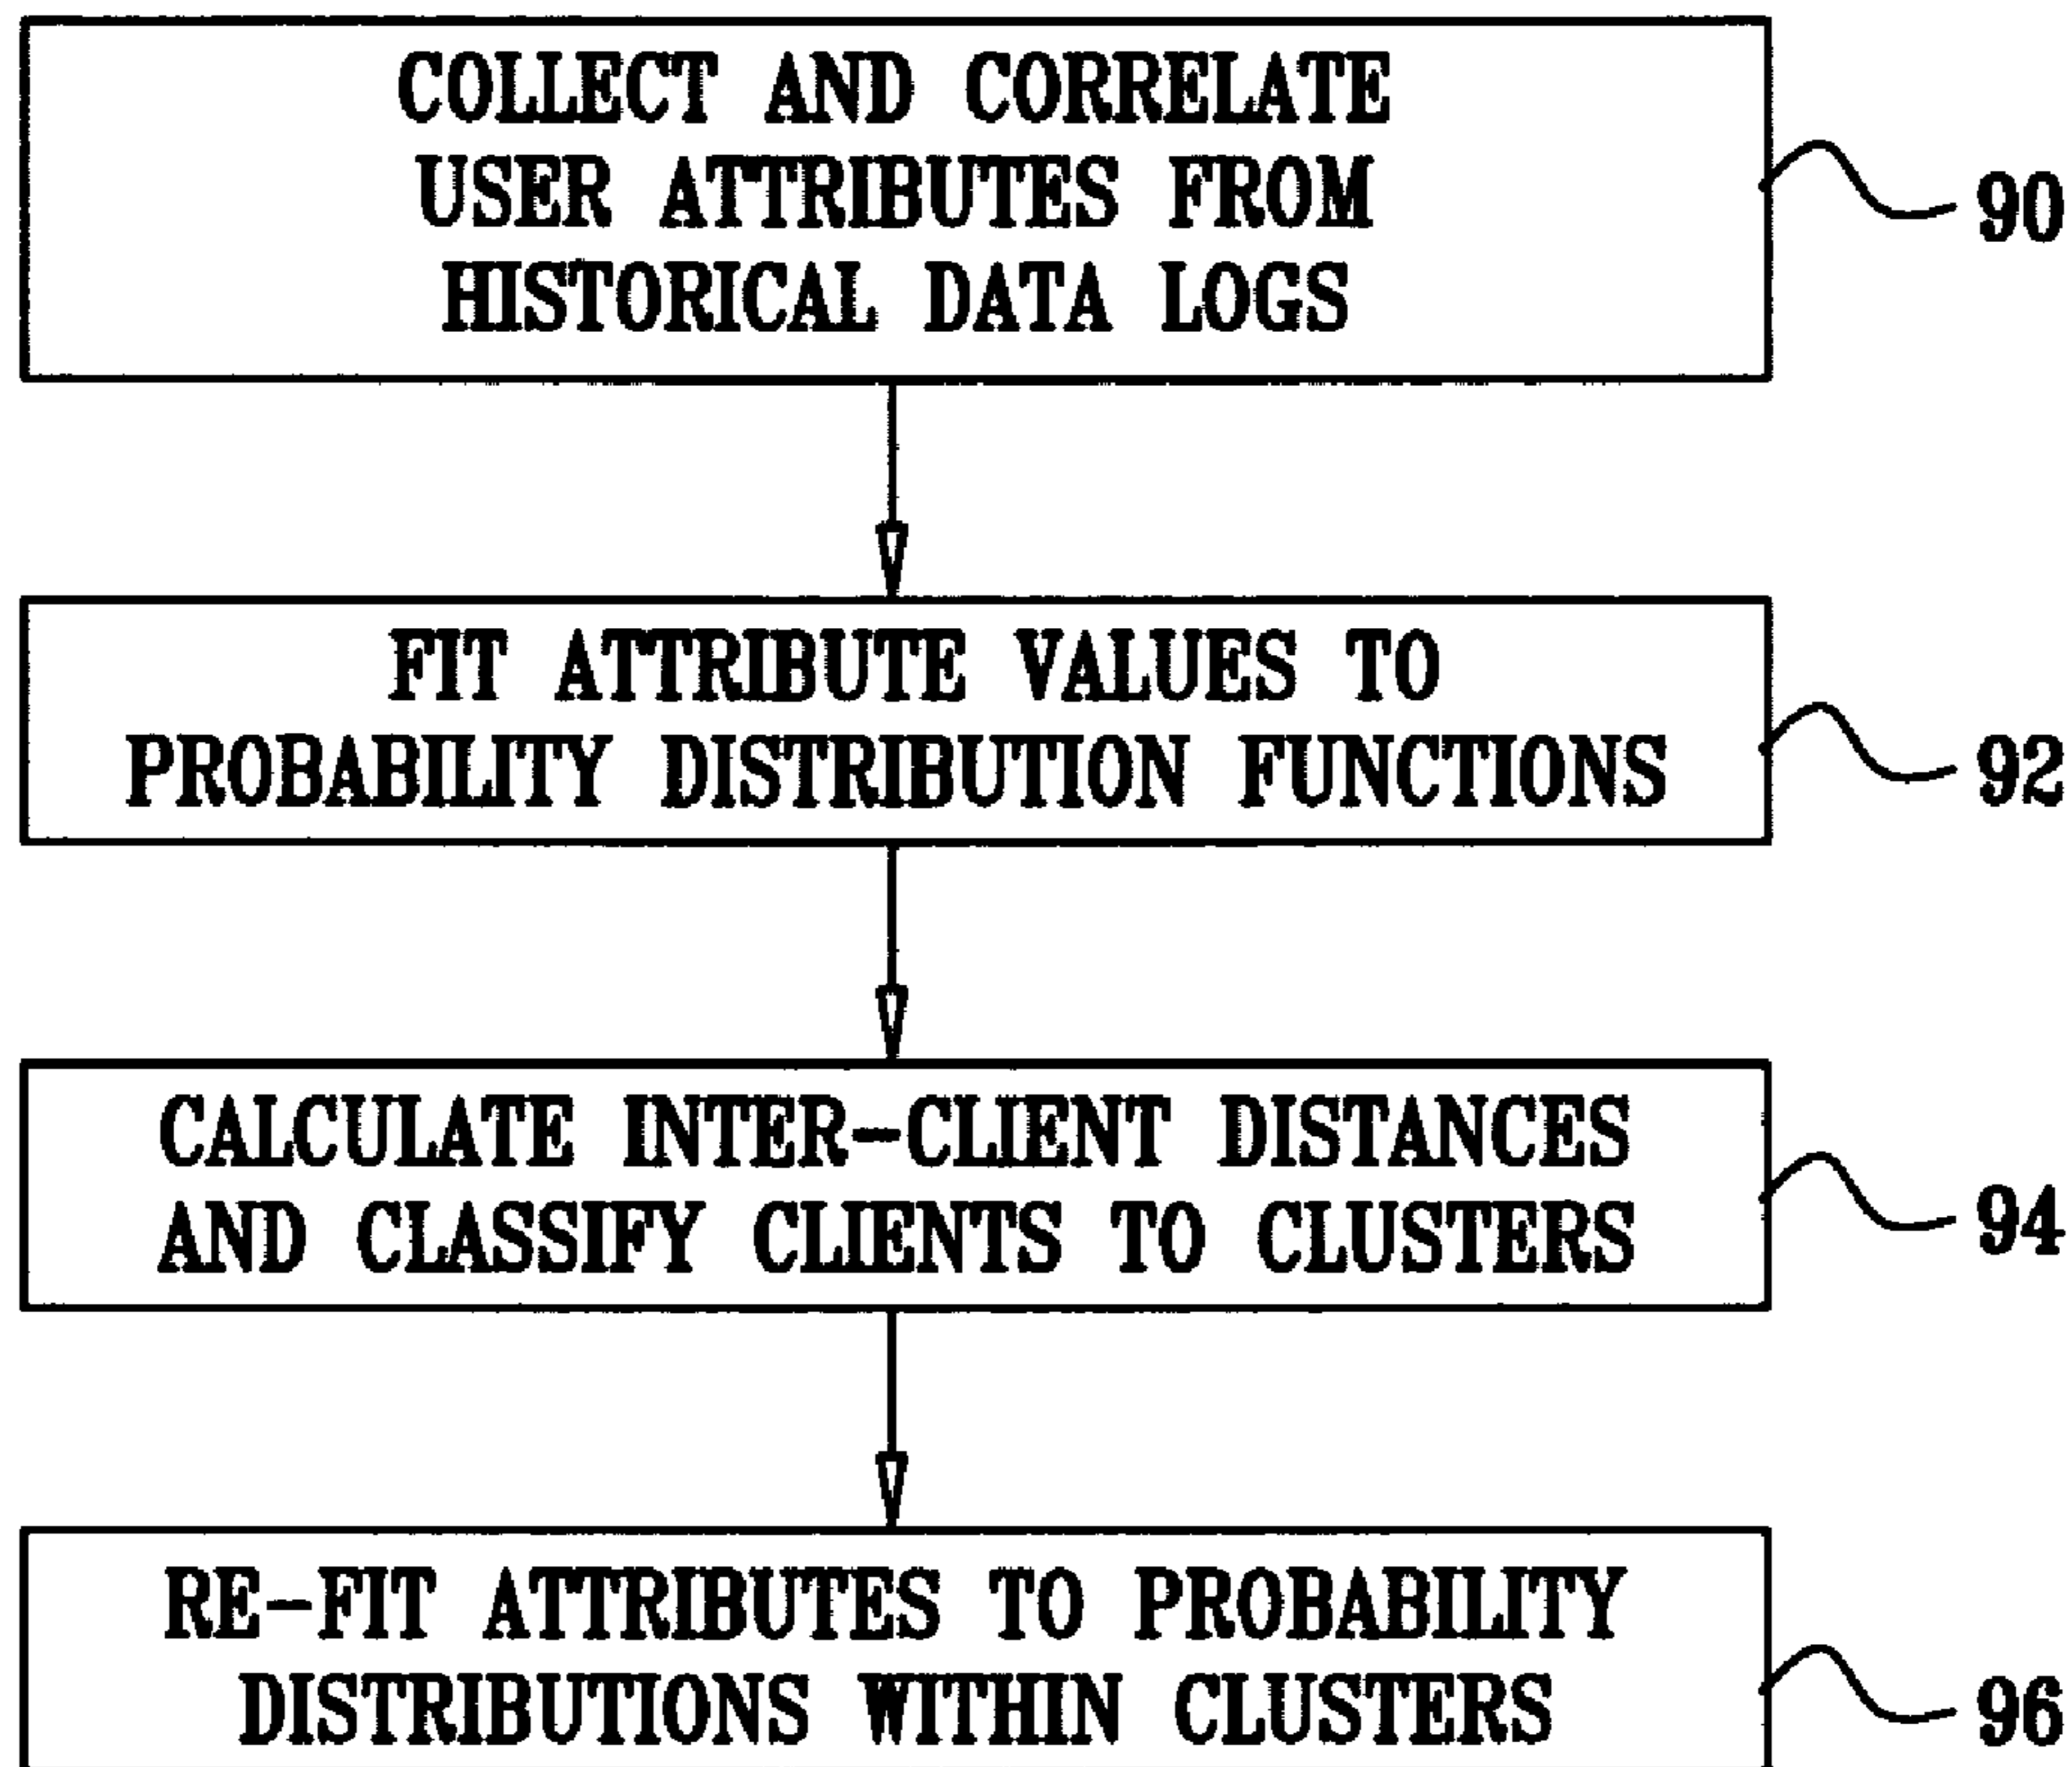 COLLECT AND CORRELATE
USER ATTRIBUTES FROM
HISTORICAL DATA LOGS
90
FIT ATTRIBUTE VALUES TO
PROBABILITY DISTRIBUTION FUNCTIONS
92
CALCULATE INTER-CLIENT DISTANCES
AND CLASSIFY CLIENTS TO CLUSTERS
94
RE-FIT ATTRIBUTES TO PROBABILITY
DISTRIBUTIONS WITHIN CLUSTERS
96